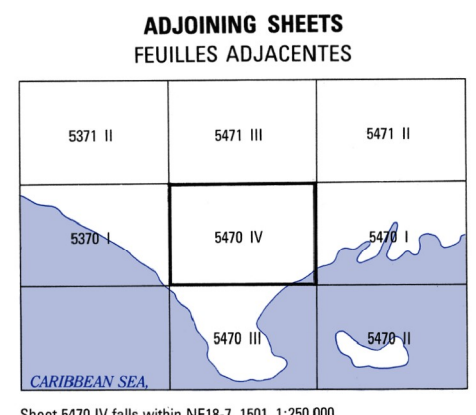 ADJOINING SHEETS
FEUILLES ADJACENTES
5371 II
5471 III
5471 II
5370 I
5470 IV
5470 I
5470 III
5470 II
CARIBBEAN SEA,
Sheet 5470 IV falls within NE18-7, 1501, 1:250,000